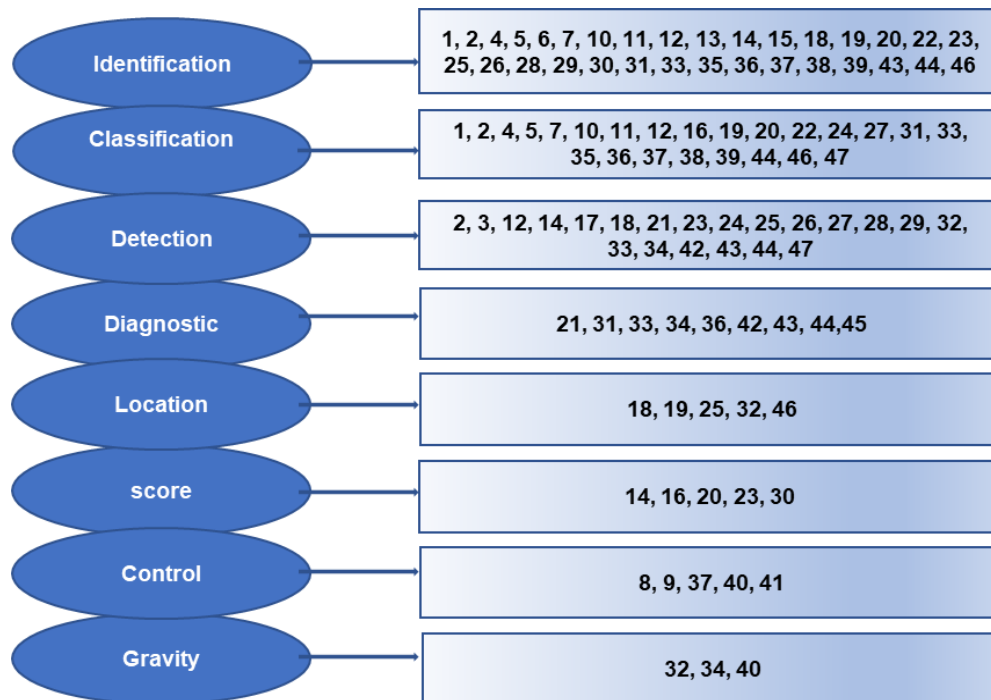 Identification
1, 2, 4, 5, 6, 7, 10, 11, 12, 13, 14, 15, 18, 19, 20, 22, 23,
25, 26, 28, 29, 30, 31, 33, 35, 36, 37, 38, 39, 43, 44, 46
Classification
1, 2, 4, 5, 7, 10, 11, 12, 16, 19, 20, 22, 24, 27, 31, 33,
35, 36, 37, 38, 39, 44, 46, 47
Detection
2, 3, 12, 14, 17, 18, 21, 23, 24, 25, 26, 27, 28, 29, 32,
33, 34, 42, 43, 44, 47
Diagnostic
21, 31, 33, 34, 36, 42, 43, 44,45
Location
18, 19, 25, 32, 46
score
14, 16, 20, 23, 30
Control
8, 9, 37, 40, 41
Gravity
32, 34, 40